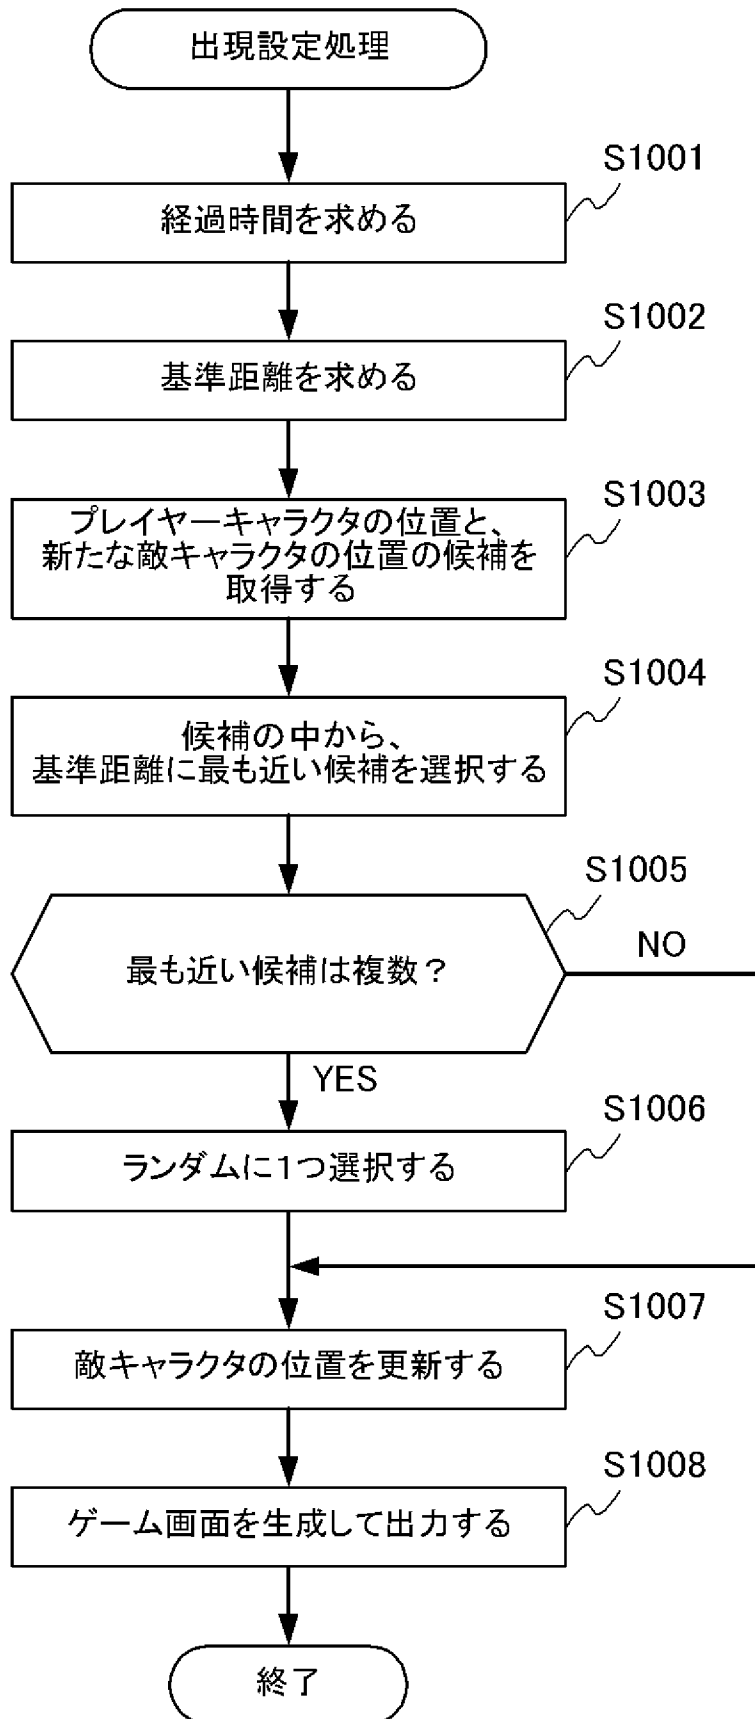 出現設定処理
S1001
経過時間を求める
S1002
基準距離を求める
S1003
プレイヤーキャラクタの位置と、
新たな敵キャラクタの位置の候補を
取得する
S1004
候補の中から、
基準距離に最も近い候補を選択する
S1005
最も近い候補は複数？
NO
YES
S1006
ランダムに１つ選択する
S1007
敵キャラクタの位置を更新する
S1008
ゲーム画面を生成して出力する
終了